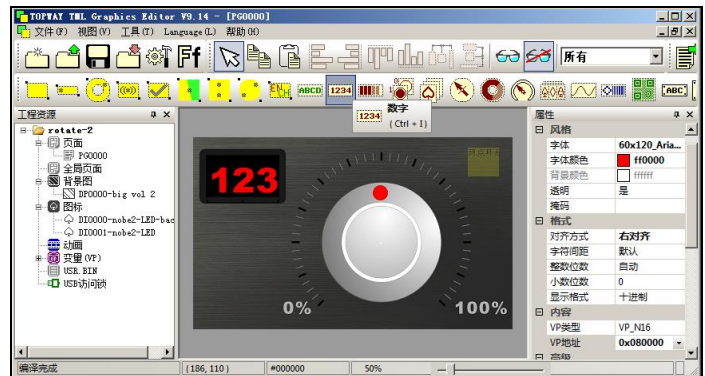 TOPWAY TML Graphics Editor V9.14 - [PG0000]
文件(F) 视图(V) 工具(T) Language(L) 帮助(H)
Ff 所有
EN ABCD 1234 ABC
数字
1234 (Ctrl + I)
工程资源
rotate-2
页面
PG0000
全局页面
背景图
DP0000-big vol 2
图标
DI0000-nobe2-LED-bac
DI0001-nobe2-LED
动画
变量(VP)
USR.BIN
USB访问锁
123
0% 100%
属性
风格
字体 60x120_Aria...
字体颜色 ff0000
背景颜色 ffffff
透明 是
掩码
格式
对齐方式 右对齐
字符间距 默认
整数位数 自动
小数位数 0
显示格式 十进制
内容
VP类型 VP_N16
VP地址 0x080000
高级
编译完成 (186, 110) #000000 50%